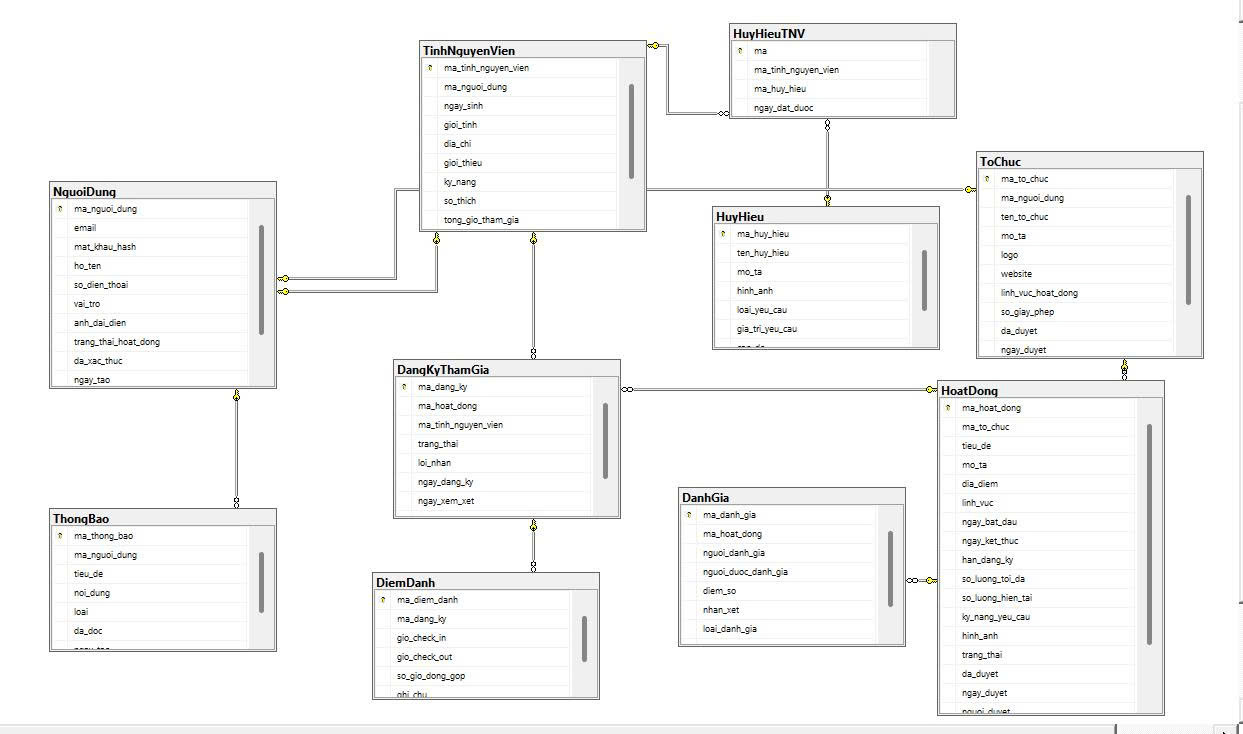 TinhNguyenVien
ma_tinh_nguyen_vien
ma_nguoi_dung
ngay_sinh
gioi_tinh
dia_chi
gioi_thieu
ky_nang
so_thich
tong_gio_tham_gia
HuyHieuTNV
ma
ma_tinh_nguyen_vien
ma_huy_hieu
ngay_dat_duoc
ToChuc
ma_to_chuc
ma_nguoi_dung
ten_to_chuc
mo_ta
logo
website
linh_vuc_hoat_dong
so_giay_phep
da_duyet
ngay_duyet
NguoiDung
ma_nguoi_dung
email
mat_khau_hash
ho_ten
so_dien_thoai
vai_tro
anh_dai_dien
trang_thai_hoat_dong
da_xac_thuc
ngay_tao
HuyHieu
ma_huy_hieu
ten_huy_hieu
mo_ta
hinh_anh
loai_yeu_cau
gia_tri_yeu_cau
DangKyThamGia
ma_dang_ky
ma_hoat_dong
ma_tinh_nguyen_vien
trang_thai
loi_nhan
ngay_dang_ky
ngay_xem_xet
HoatDong
ma_hoat_dong
ma_to_chuc
tieu_de
mo_ta
dia_diem
linh_vuc
ngay_bat_dau
ngay_ket_thuc
han_dang_ky
so_luong_toi_da
so_luong_hien_tai
ky_nang_yeu_cau
hinh_anh
trang_thai
da_duyet
ngay_duyet
nguoi_duyet
DanhGia
ma_danh_gia
ma_hoat_dong
nguoi_danh_gia
nguoi_duoc_danh_gia
diem_so
nhan_xet
loai_danh_gia
ThongBao
ma_thong_bao
ma_nguoi_dung
tieu_de
noi_dung
loai
da_doc
ngay_tao
DiemDanh
ma_diem_danh
ma_dang_ky
gio_check_in
gio_check_out
so_gio_dong_gop
ghi_chu